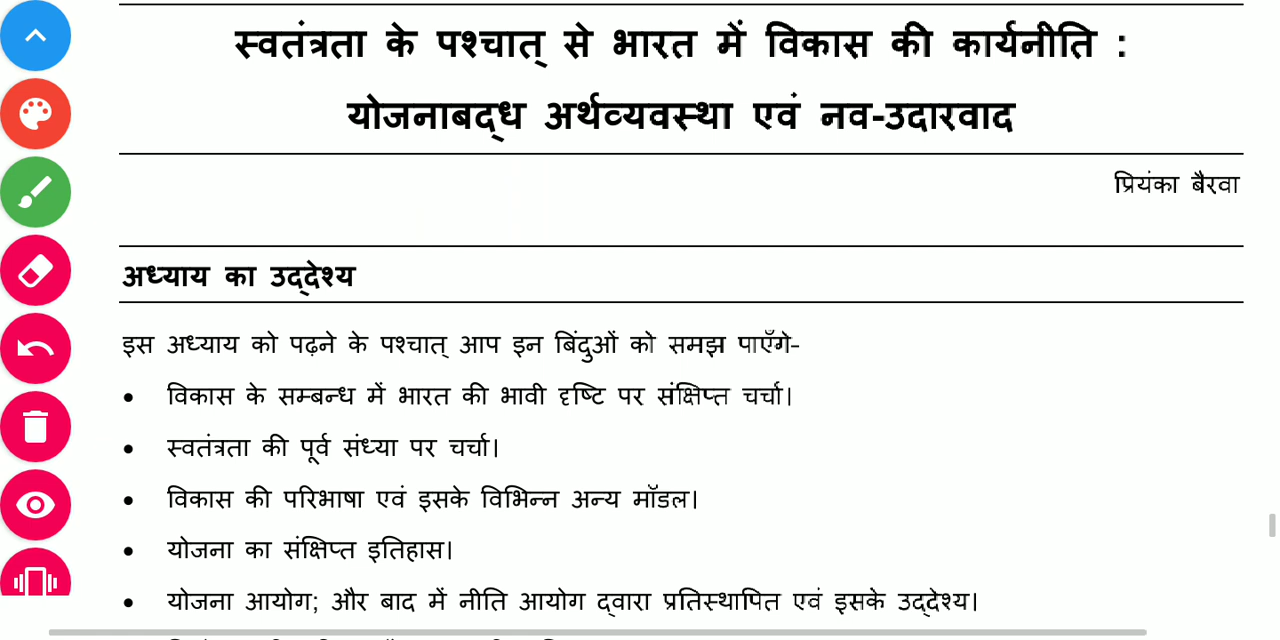 स्वतंत्रता के पश्चात् से भारत में विकास की कार्यनीति :
योजनाबद्ध अर्थव्यवस्था एवं नव-उदारवाद
प्रियंका बैरवा
अध्याय का उद्देश्य
इस अध्याय को पढ़ने के पश्चात् आप इन बिंदुओं को समझ पाएँगे-
• विकास के सम्बन्ध में भारत की भावी दृष्टि पर संक्षिप्त चर्चा।
• स्वतंत्रता की पूर्व संध्या पर चर्चा।
• विकास की परिभाषा एवं इसके विभिन्न अन्य मॉडल।
• योजना का संक्षिप्त इतिहास।
• योजना आयोग; और बाद में नीति आयोग द्वारा प्रतिस्थापित एवं इसके उद्देश्य।